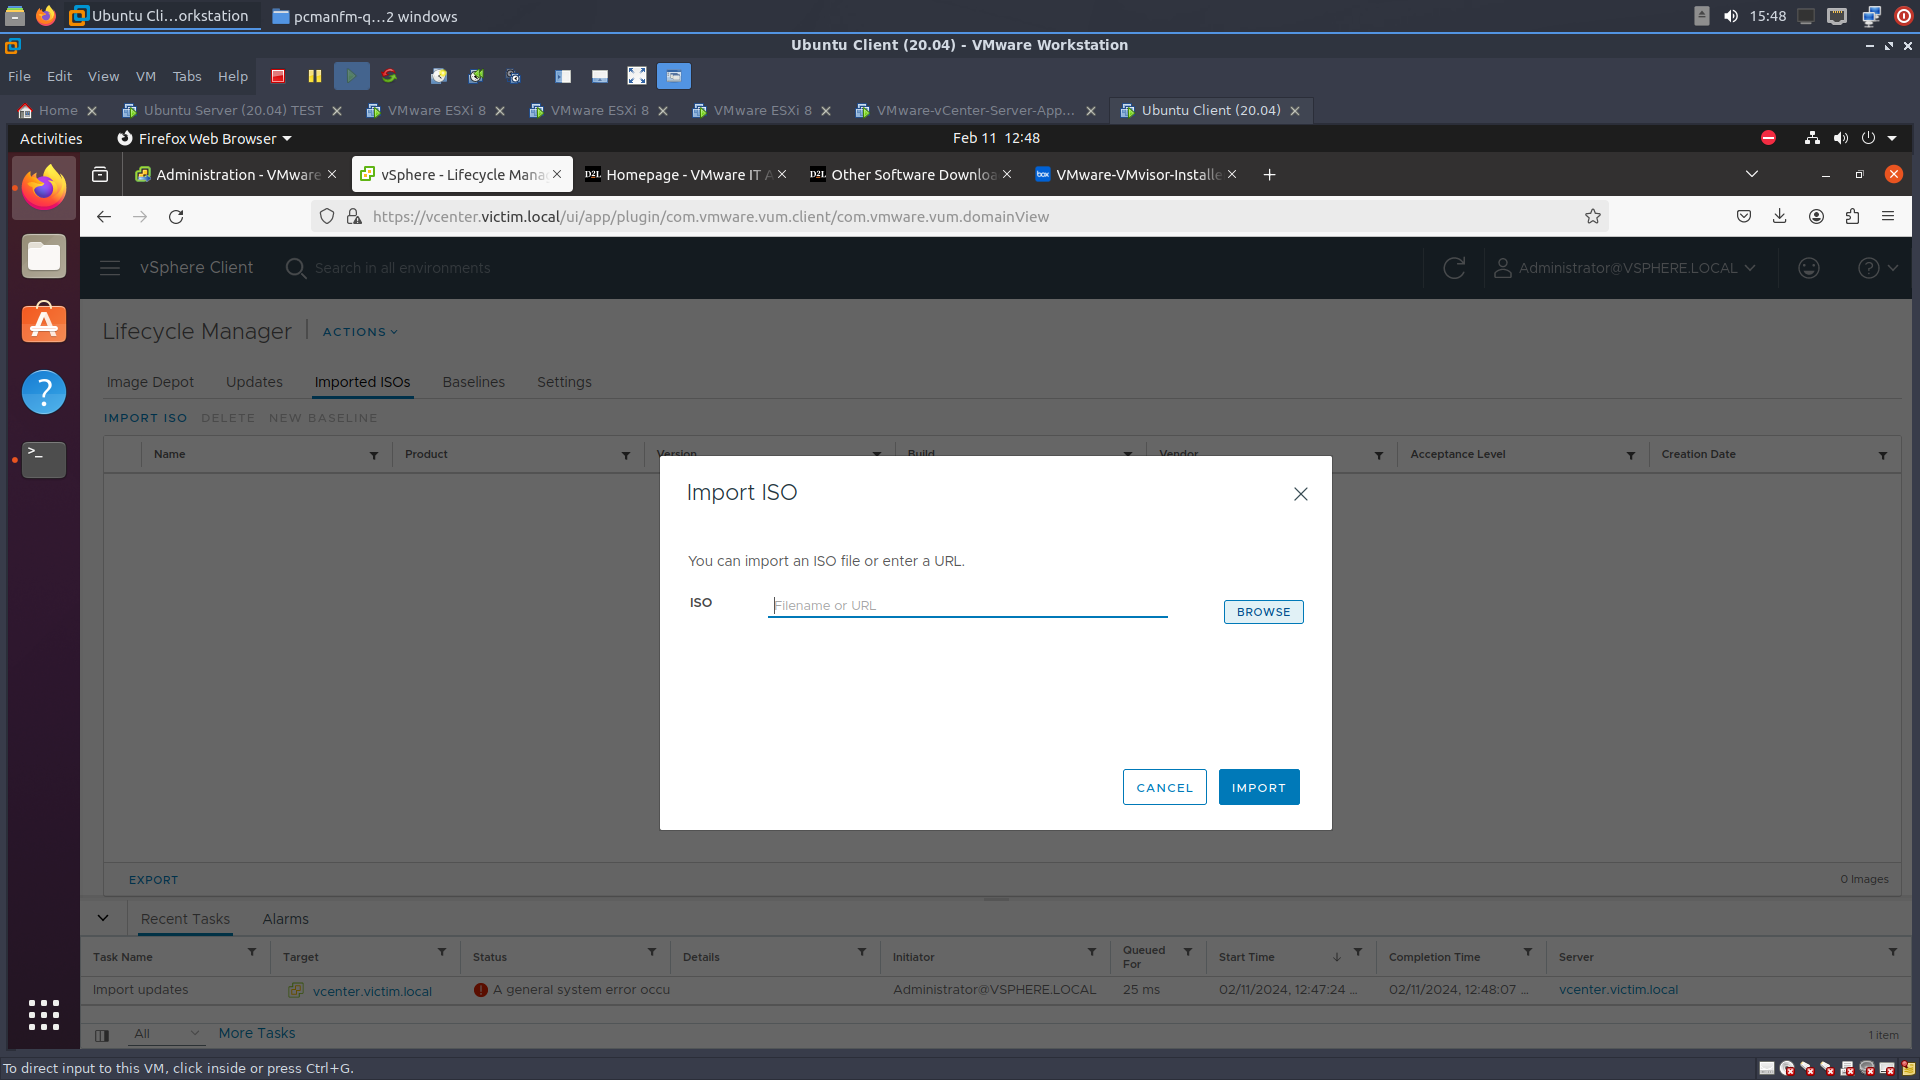 Ubuntu Cli...orkstation
pcmanfm-q...2 windows
15:48
Ubuntu Client (20.04) - VMware Workstation
File Edit View VM Tabs Help
Home
Ubuntu Server (20.04) TEST
VMware ESXi 8
VMware ESXi 8
VMware ESXi 8
VMware-vCenter-Server-App...
Ubuntu Client (20.04)
Activities
Firefox Web Browser
Feb 11 12:48
Administration - VMware
vSphere - Lifecycle Mana
D2L
Homepage - VMware IT A
D2L
Other Software Downloa
box
VMware-VMvisor-Installe
https://vcenter.victim.local/ui/app/plugin/com.vmware.vum.client/com.vmware.vum.domainView
vSphere Client
Search in all environments
Administrator@VSPHERE.LOCAL
Lifecycle Manager
ACTIONS
Image Depot
Updates
Imported ISOs
Baselines
Settings
IMPORT ISO DELETE NEW BASELINE
Name
Product
Version
Build
Vendor
Acceptance Level
Creation Date
Import ISO
You can import an ISO file or enter a URL.
ISO
Filename or URL
BROWSE
CANCEL
IMPORT
EXPORT
0 Images
Recent Tasks
Alarms
Task Name
Target
Status
Details
Initiator
Queued For
Start Time
Completion Time
Server
Import updates
vcenter.victim.local
A general system error occu
Administrator@VSPHERE.LOCAL
25 ms
02/11/2024, 12:47:24 ...
02/11/2024, 12:48:07 ...
vcenter.victim.local
All
More Tasks
1 item
To direct input to this VM, click inside or press Ctrl+G.